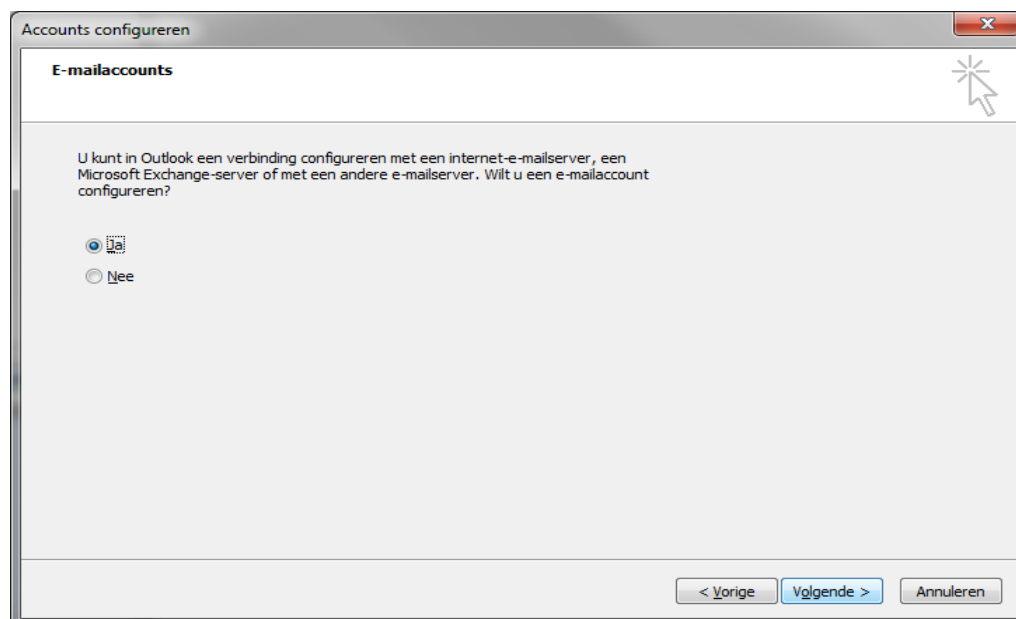 Accounts configureren
E-mailaccounts
U kunt in Outlook een verbinding configureren met een internet-e-mailserver, een
Microsoft Exchange-server of met een andere e-mailserver. Wilt u een e-mailaccount
configureren?
Ja
Nee
< Vorige Volgende > Annuleren